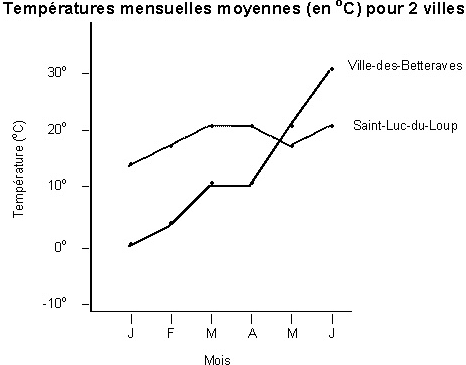 Températures mensuelles moyennes (en °C) pour 2 villes
30°
20°
10°
0°
-10°
Température (°C)
Ville-des-Betteraves
Saint-Luc-du-Loup
J F M A M J
Mois